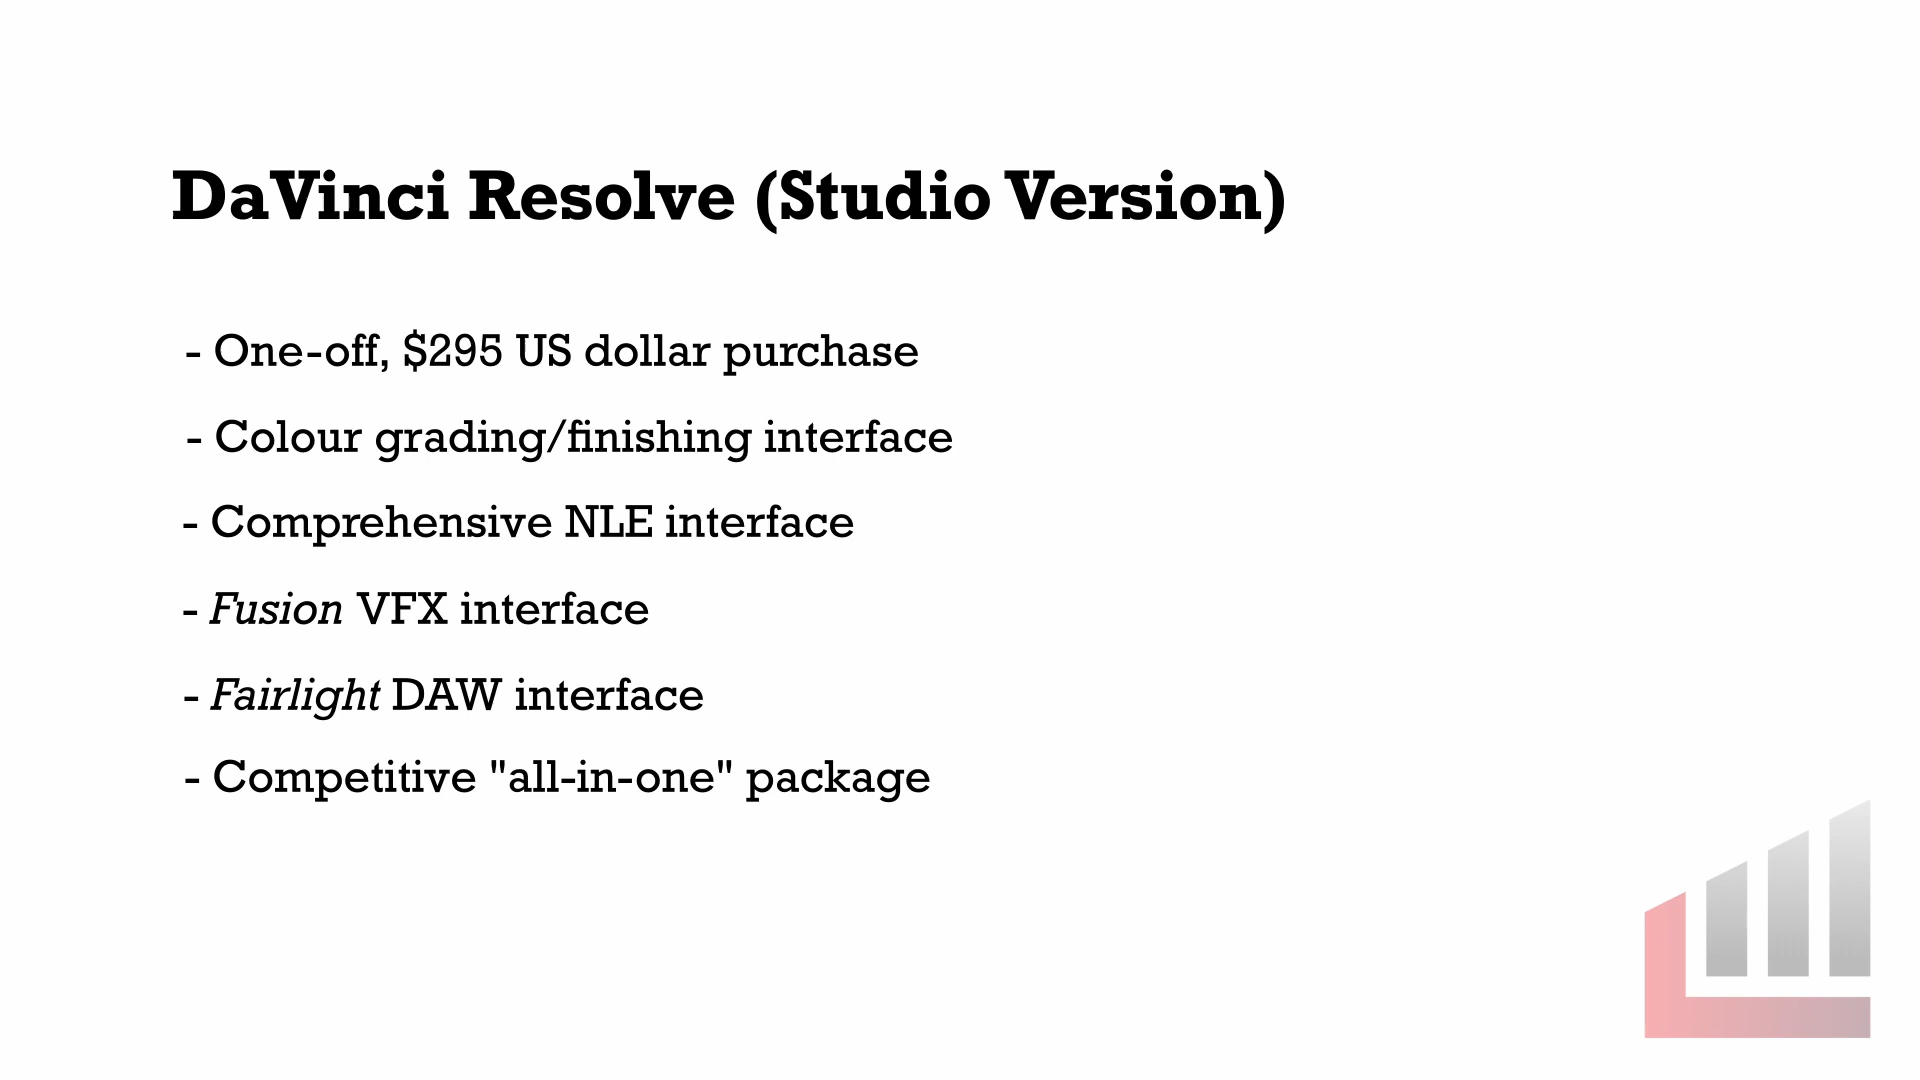 DaVinci Resolve (Studio Version)
- One-off, $295 US dollar purchase
- Colour grading/finishing interface
- Comprehensive NLE interface
- Fusion VFX interface
- Fairlight DAW interface
- Competitive "all-in-one" package